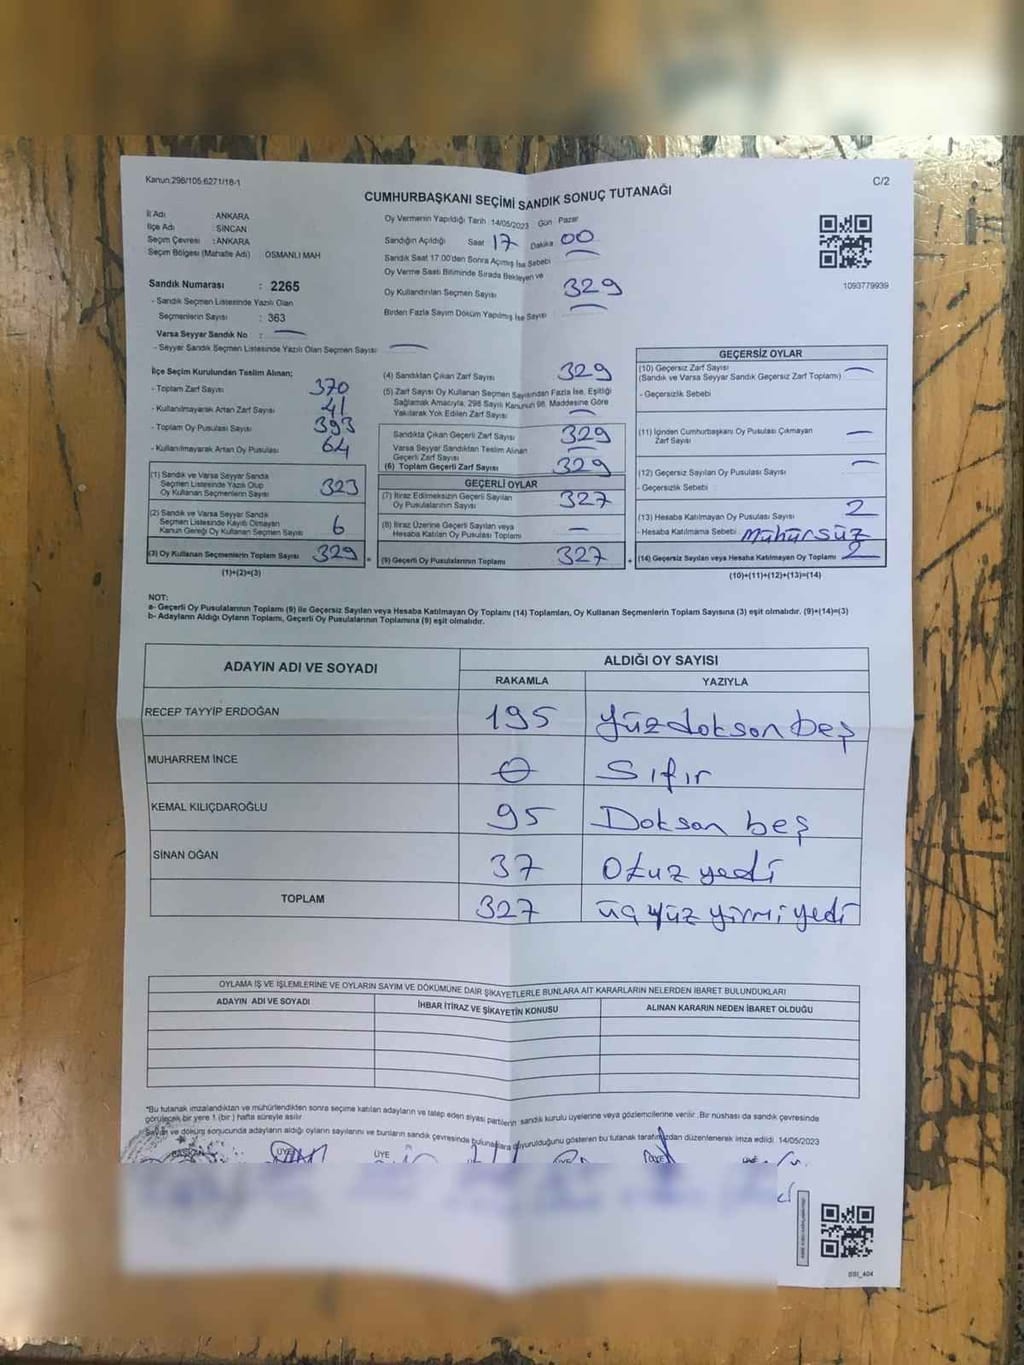 Kanun:298/105:6271/18-1
C/2
CUMHURBAŞKANI SEÇİMİ SANDIK SONUÇ TUTANAĞI
İl Adı : ANKARA
İlçe Adı : SİNCAN
Seçim Çevresi : ANKARA
Seçim Bölgesi (Mahalle Adı) OSMANLI MAH
Sandık Numarası : 2265
- Sandık Seçmen Listesinde Yazılı Olan
Seçmenlerin Sayısı : 363
Varsa Seyyar Sandık No :
- Seyyar Sandık Seçmen Listesinde Yazılı Olan Seçmen Sayısı
Oy Vermenin Yapıldığı Tarih 14/05/2023 Gün Pazar
Sandığın Açıldığı Saat 17 Dakika 00
Sandık Saat 17.00'den Sonra Açılmış İse Sebebi
Oy Verme Saati Bitiminde Sırada Bekleyen ve
Oy Kullandırılan Seçmen Sayısı 329
Birden Fazla Sayım Döküm Yapılmış İse Sayısı
1093779939
İlçe Seçim Kurulundan Teslim Alınan;
- Toplam Zarf Sayısı 370
- Kullanılmayarak Artan Zarf Sayısı 41
- Toplam Oy Pusulası Sayısı 393
- Kullanılmayarak Artan Oy Pusulası 64
(1) Sandık ve Varsa Seyyar Sandık
Seçmen Listesinde Yazılı Olup
Oy Kullanan Seçmenlerin Sayısı 323
(2) Sandık ve Varsa Seyyar Sandık
Seçmen Listesinde Kayıtlı Olmayan
Kanun Gereği Oy Kullanan Seçmen Sayısı 6
(3) Oy Kullanan Seçmenlerin Toplam Sayısı 329
(1)+(2)=(3)
(4) Sandıktan Çıkan Zarf Sayısı 329
(5) Zarf Sayısı Oy Kullanan Seçmen Sayısından Fazla İse, Eşitliği
Sağlamak Amacıyla, 298 Sayılı Kanunun 98. Maddesine Göre
Yakılarak Yok Edilen Zarf Sayısı
Sandıkta Çıkan Geçerli Zarf Sayısı 329
Varsa Seyyar Sandıktan Teslim Alınan
Geçerli Zarf Sayısı
(6) Toplam Geçerli Zarf Sayısı 329
GEÇERLİ OYLAR
(7) İtiraz Edilmeksizin Geçerli Sayılan
Oy Pusulalarının Sayısı 327
(8) İtiraz Üzerine Geçerli Sayılan veya
Hesaba Katılan Oy Pusulası Toplamı
(9) Geçerli Oy Pusulalarının Toplamı 327
GEÇERSİZ OYLAR
(10) Geçersiz Zarf Sayısı
(Sandık ve Varsa Seyyar Sandık Geçersiz Zarf Toplamı)
- Geçersizlik Sebebi
(11) İçinden Cumhurbaşkanı Oy Pusulası Çıkmayan
Zarf Sayısı
(12) Geçersiz Sayılan Oy Pusulası Sayısı
- Geçersizlik Sebebi
(13) Hesaba Katılmayan Oy Pusulası Sayısı 2
- Hesaba Katılmama Sebebi Mühürsüz
(14) Geçersiz Sayılan veya Hesaba Katılmayan Oy Toplamı 2
(10)+(11)+(12)+(13)=(14)
NOT:
a- Geçerli Oy Pusulalarının Toplamı (9) ile Geçersiz Sayılan veya Hesaba Katılmayan Oy Toplamı (14) Toplamları, Oy Kullanan Seçmenlerin Toplam Sayısına (3) eşit olmalıdır. (9)+(14)=(3)
b- Adayların Aldığı Oyların Toplamı, Geçerli Oy Pusulalarının Toplamına (9) eşit olmalıdır.
ADAYIN ADI VE SOYADI
ALDIĞI OY SAYISI
RAKAMLA YAZIYLA
RECEP TAYYİP ERDOĞAN 195 yüzdokson beş
MUHARREM İNCE 0 Sıfır
KEMAL KILIÇDAROĞLU 95 Doksan beş
SİNAN OĞAN 37 Otuz yedi
TOPLAM 327 üçyüz yirmi yedi
OYLAMA İŞ VE İŞLEMLERİNE VE OYLARIN SAYIM VE DÖKÜMÜNE DAİR ŞİKAYETLERLE BUNLARA AİT KARARLARIN NELERDEN İBARET BULUNDUKLARI
ADAYIN ADI VE SOYADI İHBAR İTİRAZ VE ŞİKAYETİN KONUSU ALINAN KARARIN NEDEN İBARET OLDUĞU
*Bu tutanak imzalandıktan ve mühürlendikten sonra seçime katılan adayların ve talep eden siyasi partilerin sandık kurulu üyelerine veya gözlemcilerine verilir. Bir nüshası da sandık çevresinde
görülecek bir yere 1 (bir) hafta süreyle asılır.
Sayım ve döküm sonucunda adayların aldığı oyların sayılarını ve bunların sandık çevresinde bulunanlara duyurulduğunu gösteren bu tutanak tarafımızdan düzenlenerek imza edildi. 14/05/2023
BAŞKAN ÜYE ÜYE
SSI_404